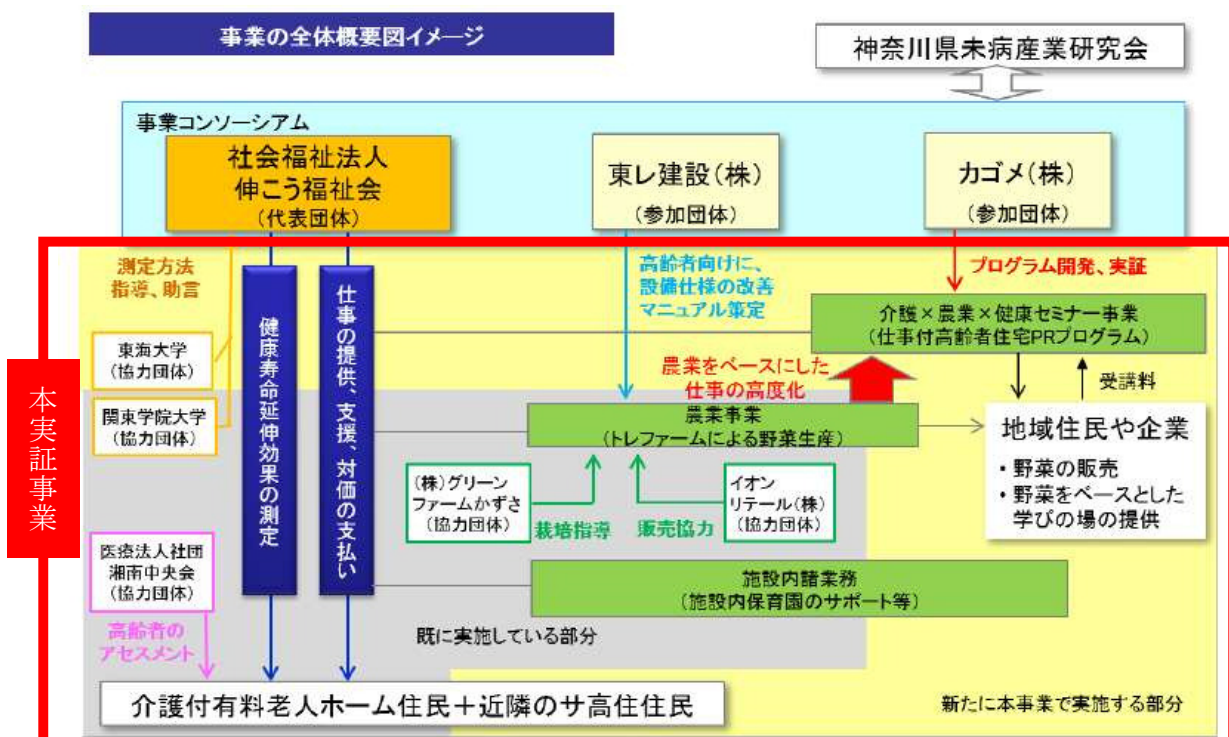 事業の全体概要図イメージ
神奈川県未病産業研究会
事業コンソーシアム
社会福祉法人
伸こう福祉会
(代表団体)
東レ建設(株)
(参加団体)
カゴメ(株)
(参加団体)
測定方法
指導、助言
高齢者向けに、
設備仕様の改善
マニュアル策定
プログラム開発、実証
健康寿命延伸効果の測定
仕事の提供、支援、対価の支払い
介護×農業×健康セミナー事業
(仕事付高齢者住宅PRプログラム)
東海大学
(協力団体)
農業をベースにした
仕事の高度化
受講料
本実証事業
関東学院大学
(協力団体)
農業事業
(トレファームによる野菜生産)
地域住民や企業
・野菜の販売
・野菜をベースとした
学びの場の提供
(株)グリーン
ファームかずさ
(協力団体)
栽培指導
販売協力
イオン
リテール(株)
(協力団体)
医療法人社団
湘南中央会
(協力団体)
施設内諸業務
(施設内保育園のサポート等)
高齢者の
アセスメント
既に実施している部分
介護付有料老人ホーム住民+近隣のサ高住住民
新たに本事業で実施する部分